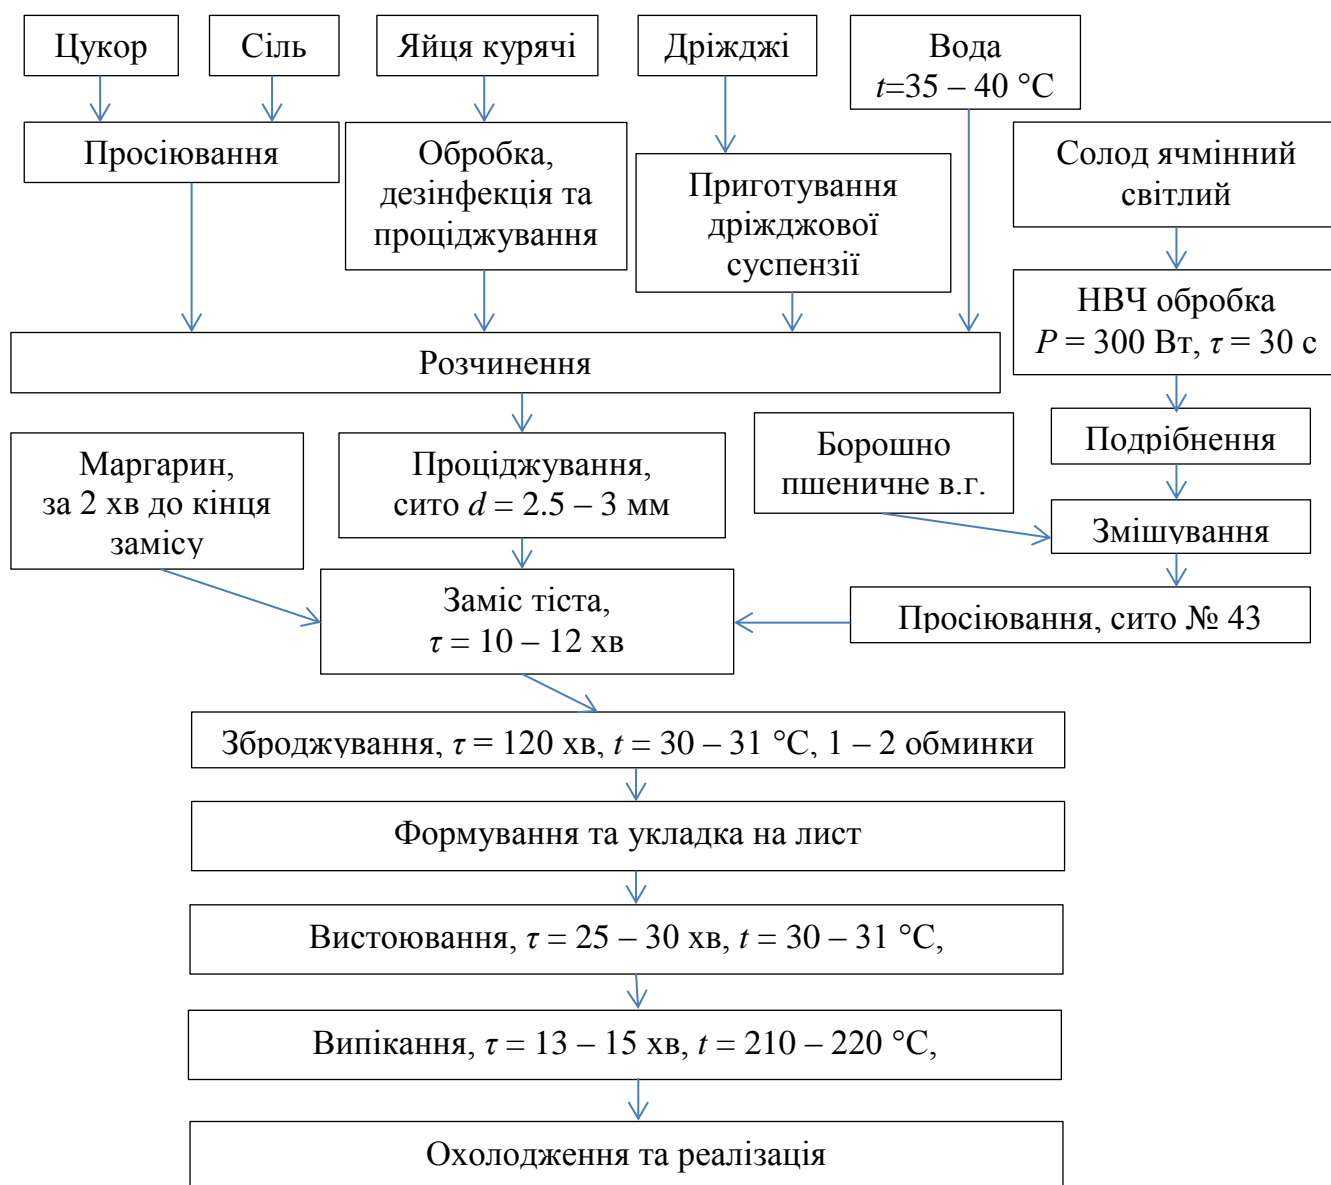 Цукор
Сіль
Яйця курячі
Дріжджі
Вода
t=35 – 40 °C
Просіювання
Обробка,
дезінфекція та
проціджування
Приготування
дріжджової
суспензії
Солод ячмінний
світлий
НВЧ обробка
P = 300 Вт, τ = 30 с
Розчинення
Подрібнення
Маргарин,
за 2 хв до кінця
замісу
Проціджування,
сито d = 2.5 – 3 мм
Борошно
пшеничне в.г.
Змішування
Заміс тіста,
τ = 10 – 12 хв
Просіювання, сито № 43
Зброджування, τ = 120 хв, t = 30 – 31 °C, 1 – 2 обминки
Формування та укладка на лист
Вистоювання, τ = 25 – 30 хв, t = 30 – 31 °C,
Випікання, τ = 13 – 15 хв, t = 210 – 220 °C,
Охолодження та реалізація